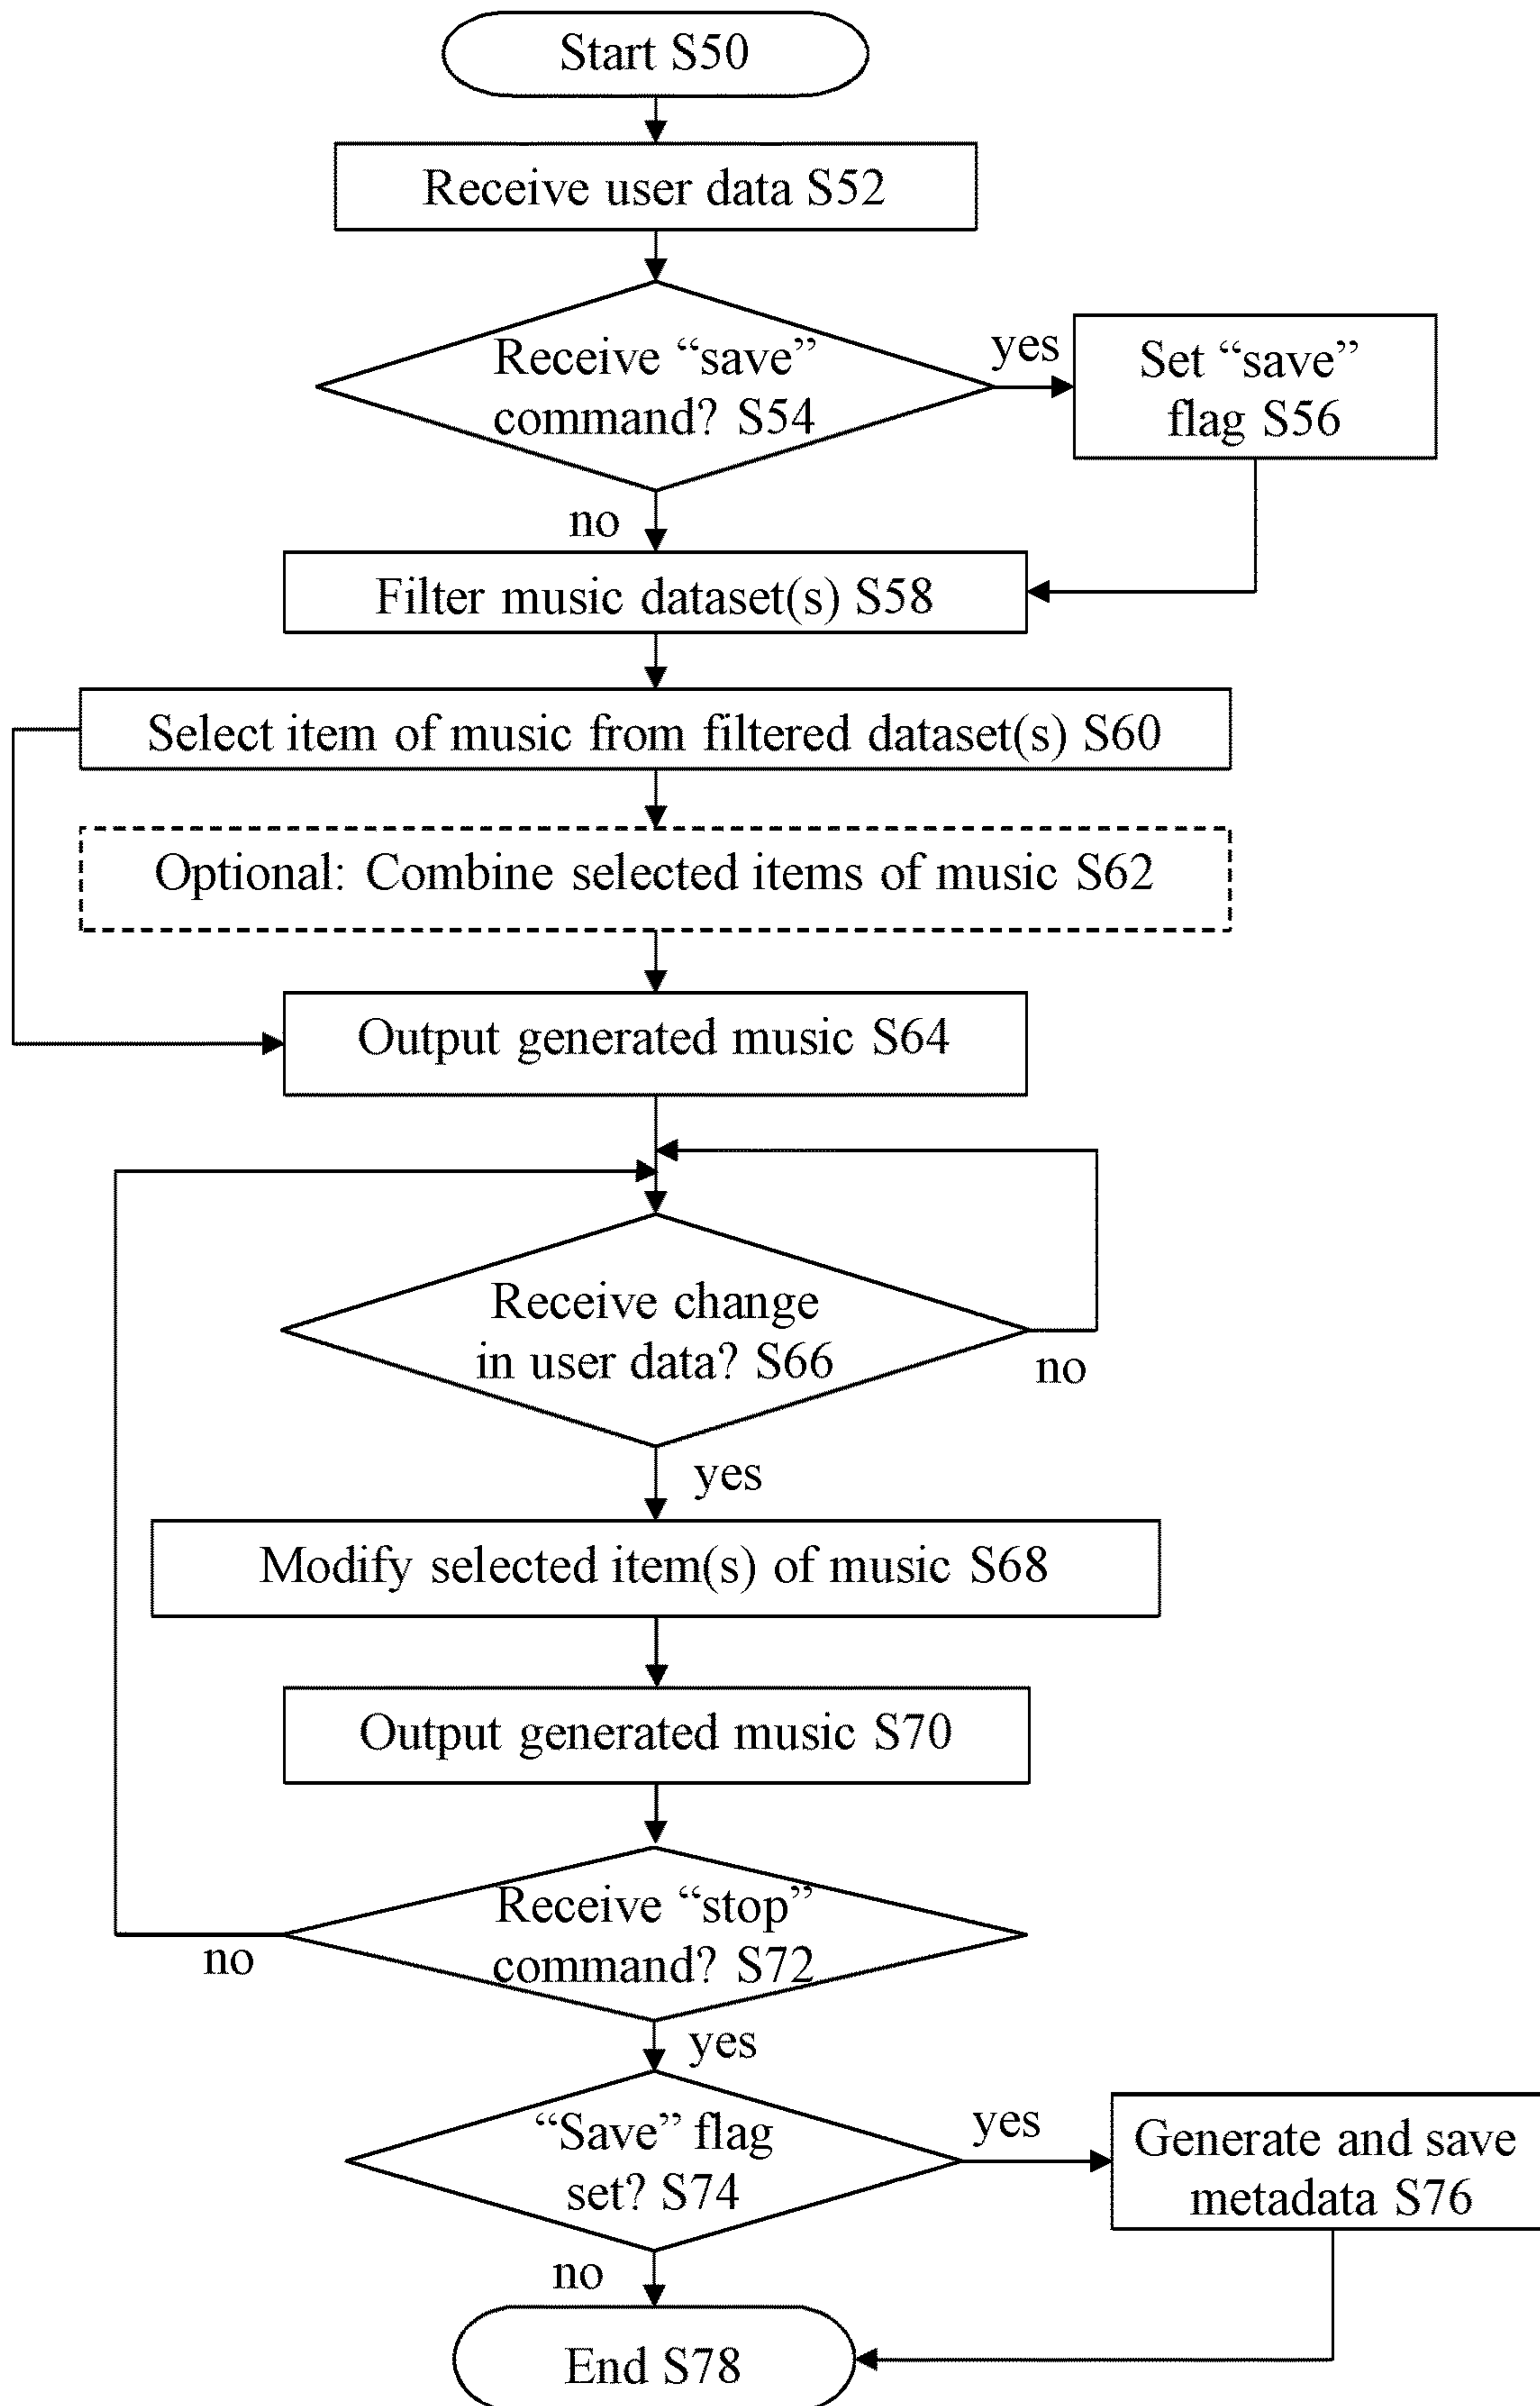 Start S50
Receive user data S52
Receive “save”
command? S54
yes
Set “save”
flag S56
no
Filter music dataset(s) S58
Select item of music from filtered dataset(s) S60
Optional: Combine selected items of music S62
Output generated music S64
Receive change
in user data? S66
no
yes
Modify selected item(s) of music S68
Output generated music S70
Receive “stop”
command? S72
no
yes
“Save” flag
set? S74
yes
Generate and save
metadata S76
no
End S78